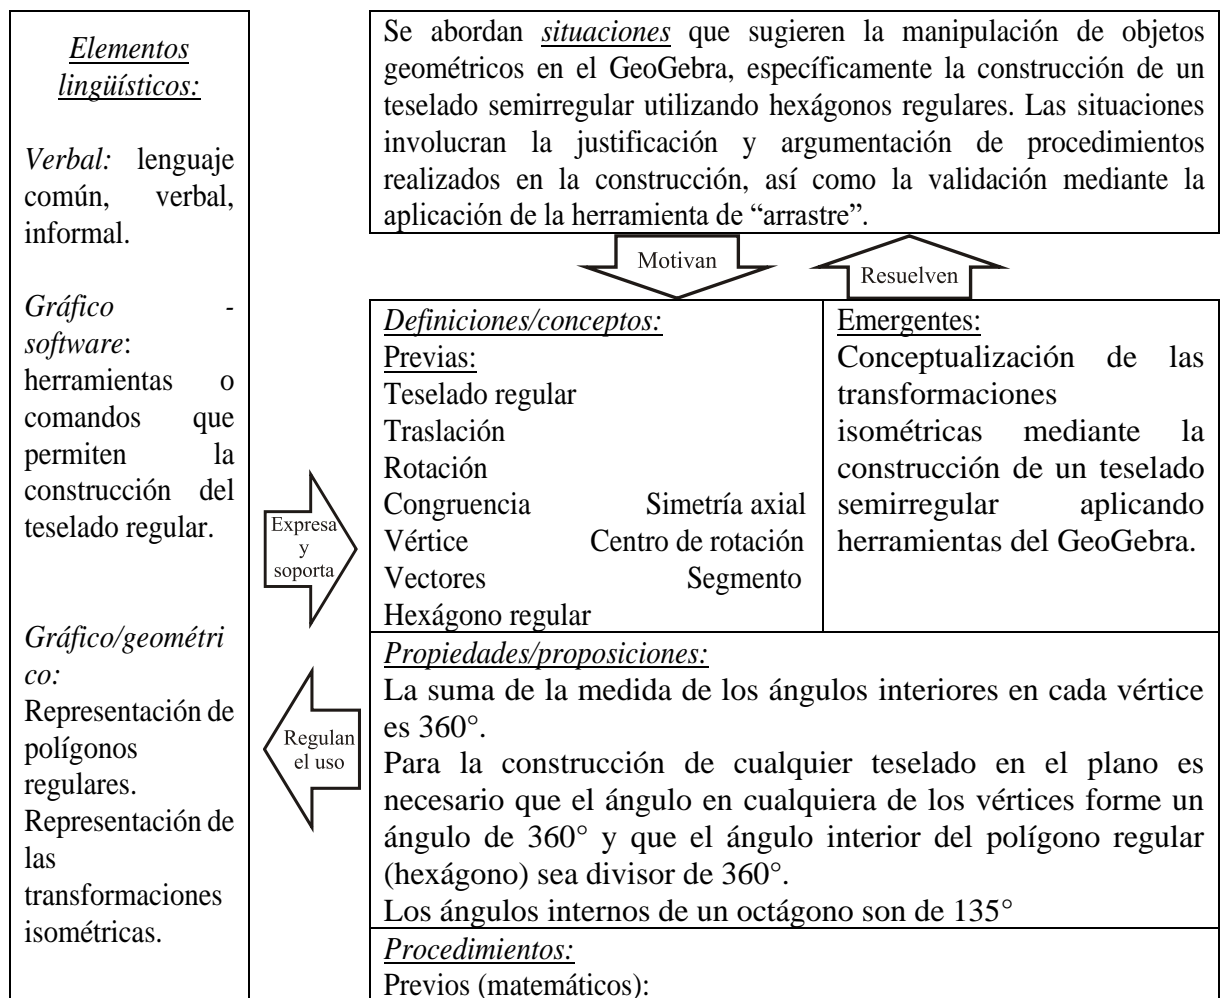 Elementos
lingüísticos:
Verbal: lenguaje
común, verbal,
informal.
Gráfico -
software:
herramientas o
comandos que
permiten la
construcción del
teselado regular.
Gráfico/geométri
co:
Representación de
polígonos
regulares.
Representación de
las
transformaciones
isométricas.
Expresa
y
soporta
Regulan
el uso
Se abordan situaciones que sugieren la manipulación de objetos
geométricos en el GeoGebra, específicamente la construcción de un
teselado semirregular utilizando hexágonos regulares. Las situaciones
involucran la justificación y argumentación de procedimientos
realizados en la construcción, así como la validación mediante la
aplicación de la herramienta de “arrastre”.
Motivan
Resuelven
Definiciones/conceptos:
Previas:
Teselado regular
Traslación
Rotación
Congruencia Simetría axial
Vértice Centro de rotación
Vectores Segmento
Hexágono regular
Emergentes:
Conceptualización de las
transformaciones
isométricas mediante la
construcción de un teselado
semirregular aplicando
herramientas del GeoGebra.
Propiedades/proposiciones:
La suma de la medida de los ángulos interiores en cada vértice
es 360°.
Para la construcción de cualquier teselado en el plano es
necesario que el ángulo en cualquiera de los vértices forme un
ángulo de 360° y que el ángulo interior del polígono regular
(hexágono) sea divisor de 360°.
Los ángulos internos de un octágono son de 135°
Procedimientos:
Previos (matemáticos):